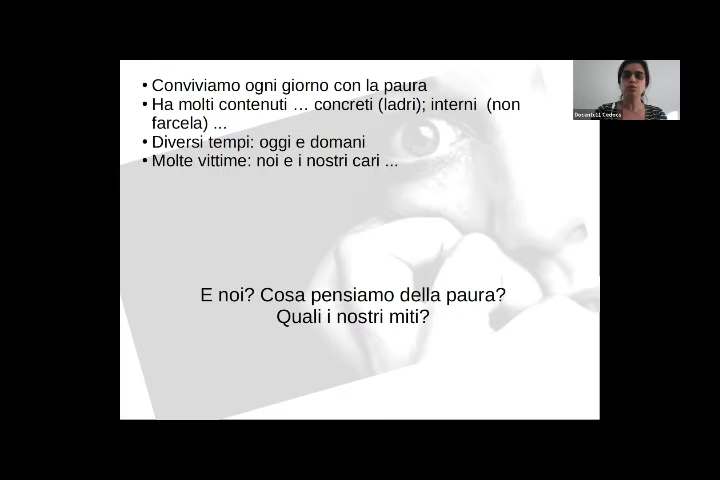 • Conviviamo ogni giorno con la paura
• Ha molti contenuti … concreti (ladri); interni (non
farcela) ...
• Diversi tempi: oggi e domani
• Molte vittime: noi e i nostri cari ...
E noi? Cosa pensiamo della paura?
Quali i nostri miti?